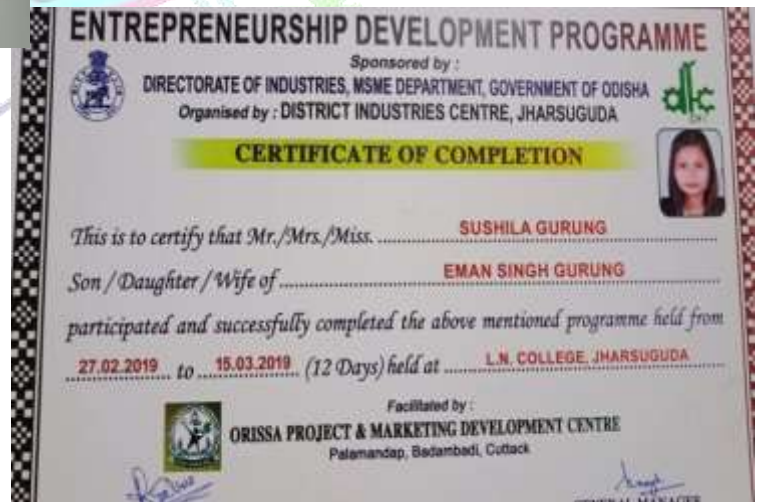 ENTREPRENEURSHIP DEVELOPMENT PROGRAMME
Sponsored by :
DIRECTORATE OF INDUSTRIES, MSME DEPARTMENT, GOVERNMENT OF ODISHA
Organised by : DISTRICT INDUSTRIES CENTRE, JHARSUGUDA
dic
CERTIFICATE OF COMPLETION
This is to certify that Mr./Mrs./Miss. SUSHILA GURUNG
Son / Daughter / Wife of EMAN SINGH GURUNG
participated and successfully completed the above mentioned programme held from
27.02.2019 to 15.03.2019 (12 Days) held at L.N. COLLEGE, JHARSUGUDA
Facilitated by :
ORISSA PROJECT & MARKETING DEVELOPMENT CENTRE
Palamandap, Badambadi, Cuttack
GENERAL MANAGER